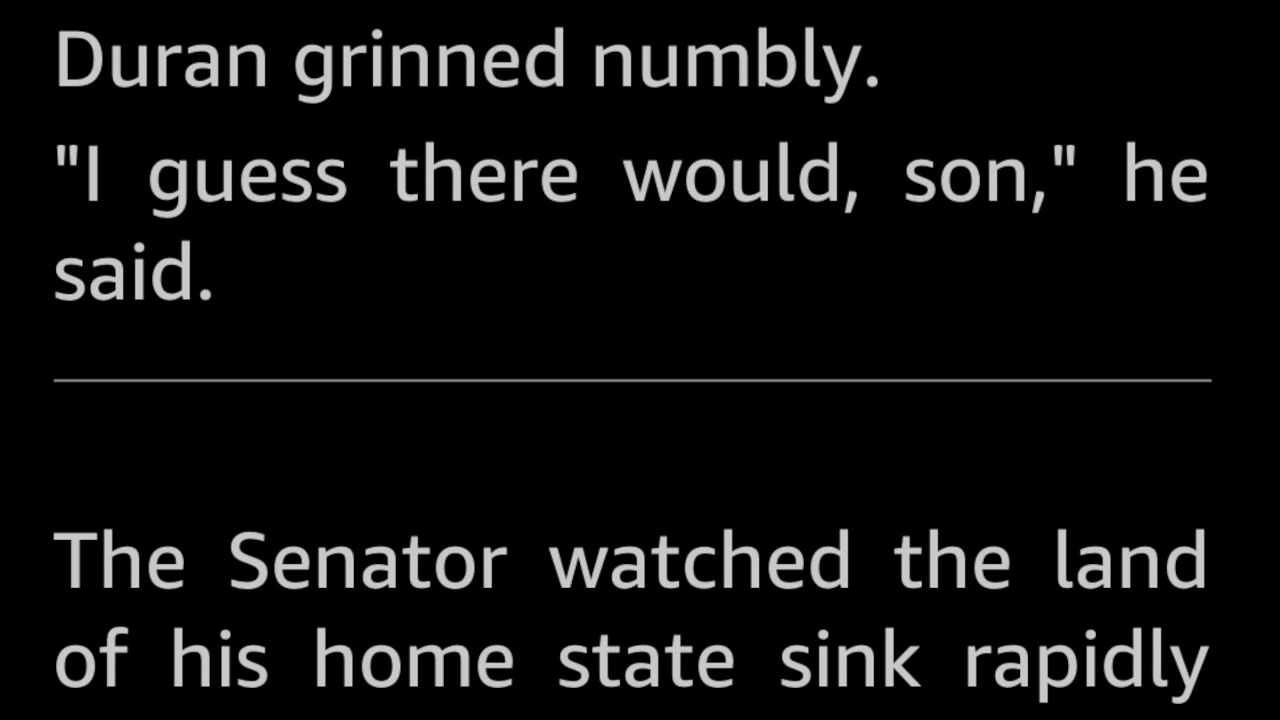 Duran grinned numbly.
"I guess there would, son," he
said.
The Senator watched the land
of his home state sink rapidly